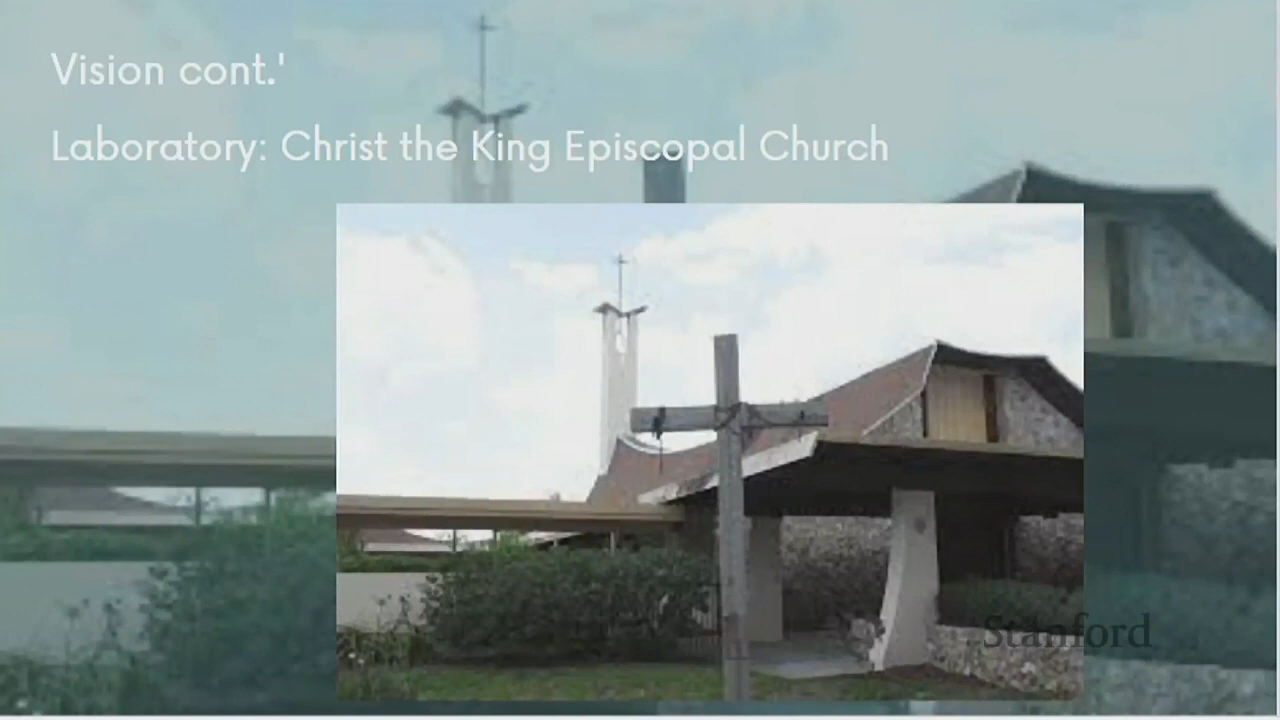 Vision cont.'
Laboratory: Christ the King Episcopal Church
Stanford